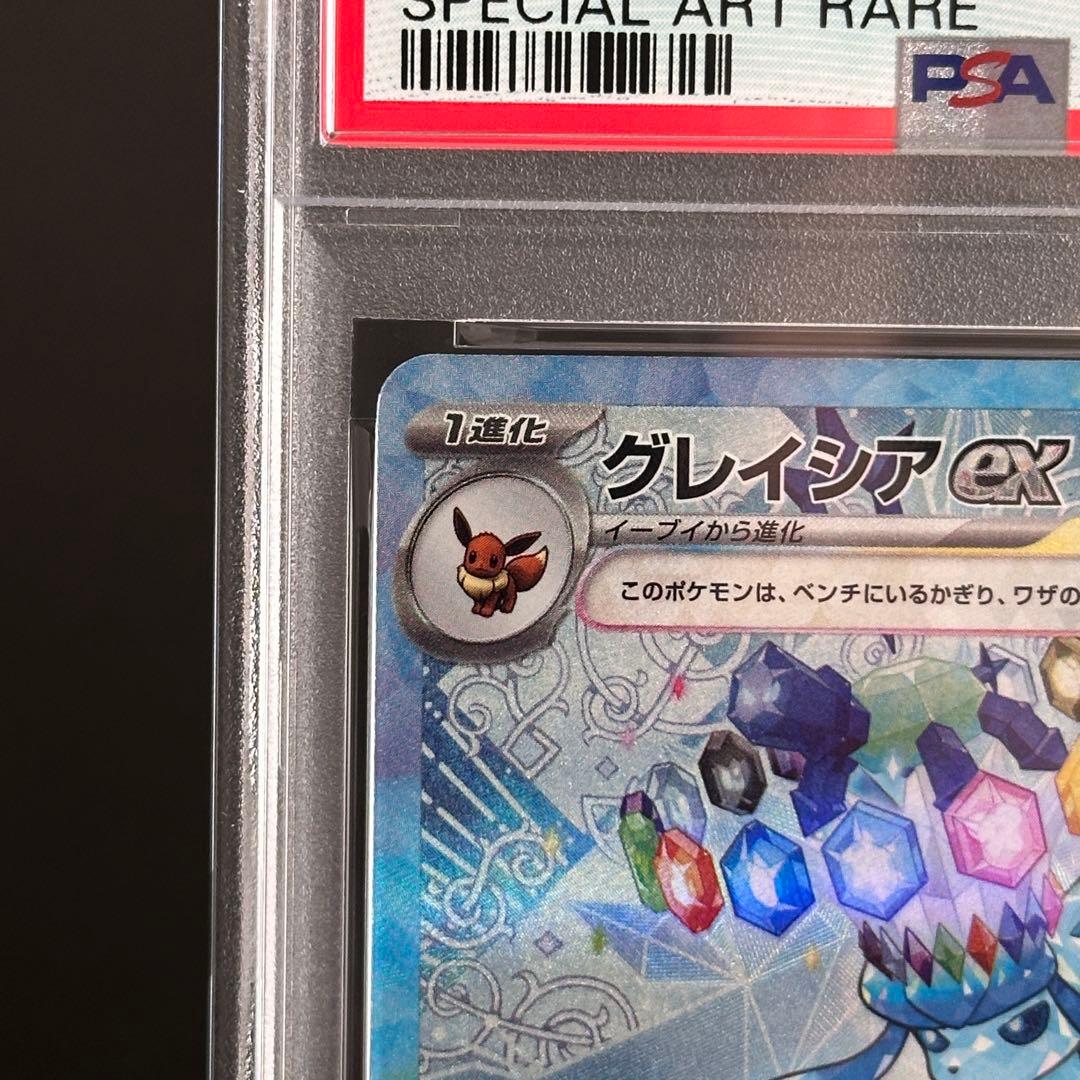 SPECIAL ART RARE
PSA
1進化
グレイシアex
イーブイから進化
このポケモンは、ベンチにいるかぎり、ワザの